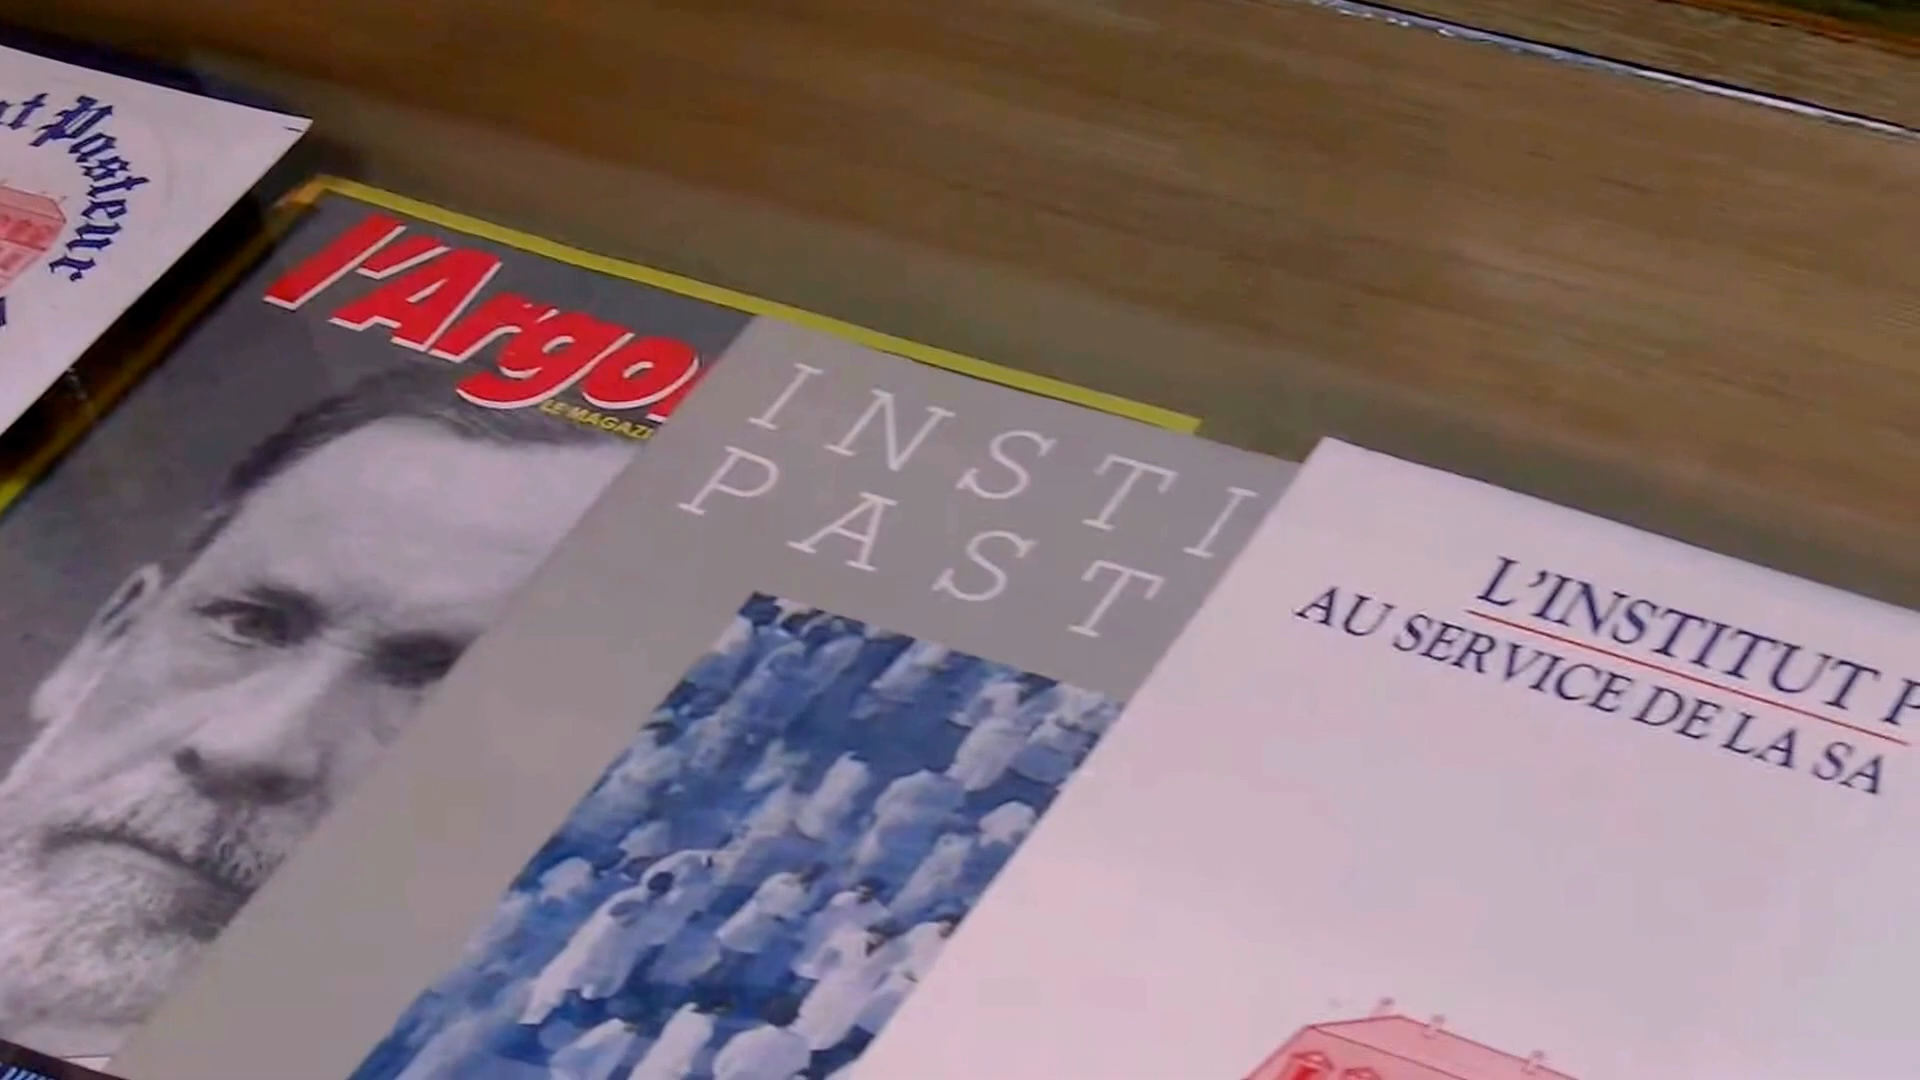 Pasteur
l'Argo
LE MAGAZI
INSTI
PAST
L'INSTITUT P
AU SERVICE DE LA SA